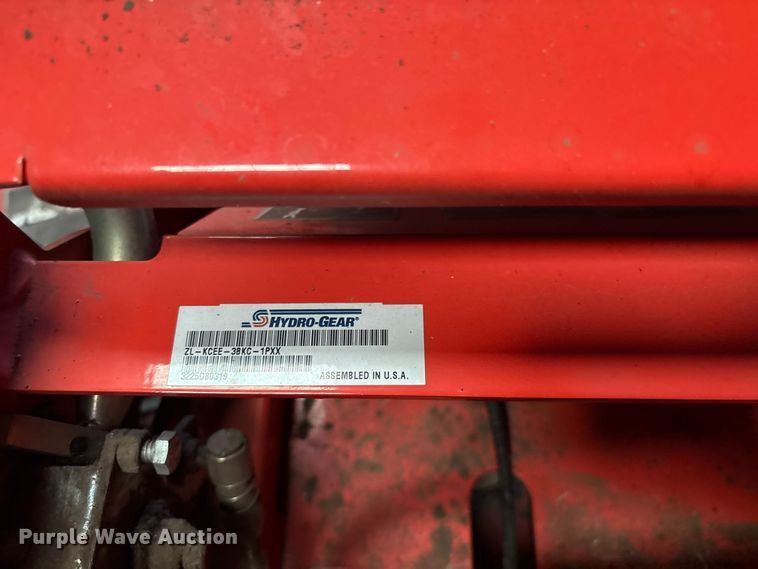 HYDRO-GEAR®
ZL-KCEE-3BKC-1PXX
ASSEMBLED IN U.S.A.
Purple Wave Auction